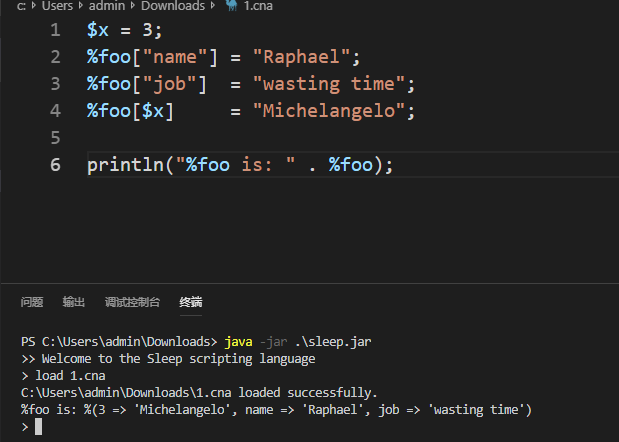 c: > Users > admin > Downloads > 1.cna
1 $x = 3;
2 %foo["name"] = "Raphael";
3 %foo["job"]  = "wasting time";
4 %foo[$x]     = "Michelangelo";
5
6 println("%foo is: " . %foo);
问题 输出 调试控制台 终端
PS C:\Users\admin\Downloads> java -jar .\sleep.jar
>> Welcome to the Sleep scripting language
> load 1.cna
C:\Users\admin\Downloads\1.cna loaded successfully.
%foo is: %(3 => 'Michelangelo', name => 'Raphael', job => 'wasting time')
>